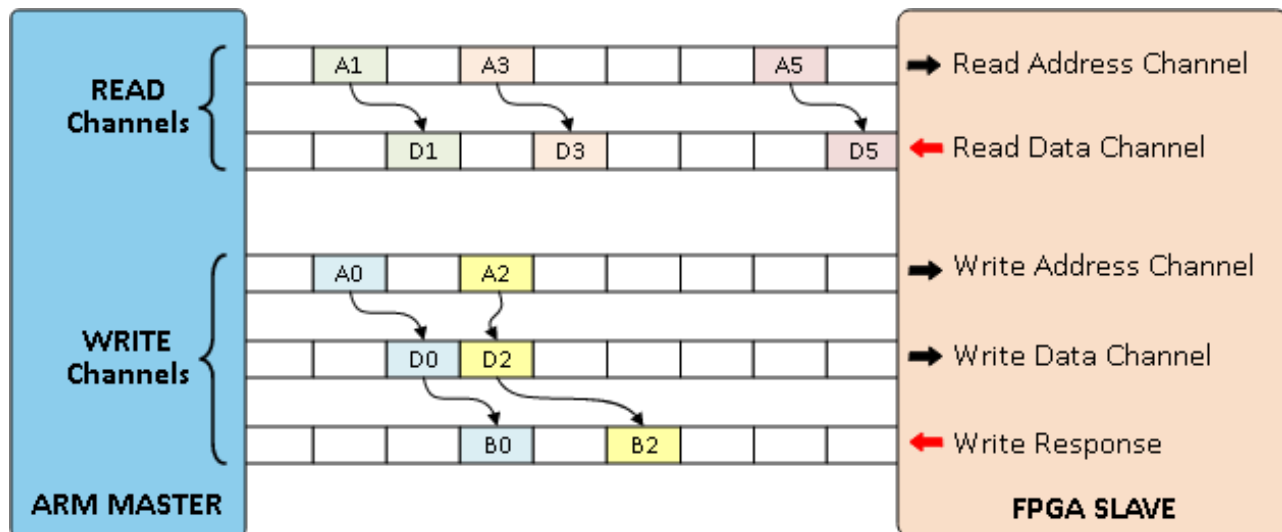 READ
Channels
A1 A3 A5
Read Address Channel
D1 D3 D5
Read Data Channel
WRITE
Channels
A0 A2
Write Address Channel
D0 D2
Write Data Channel
B0 B2
Write Response
ARM MASTER
FPGA SLAVE